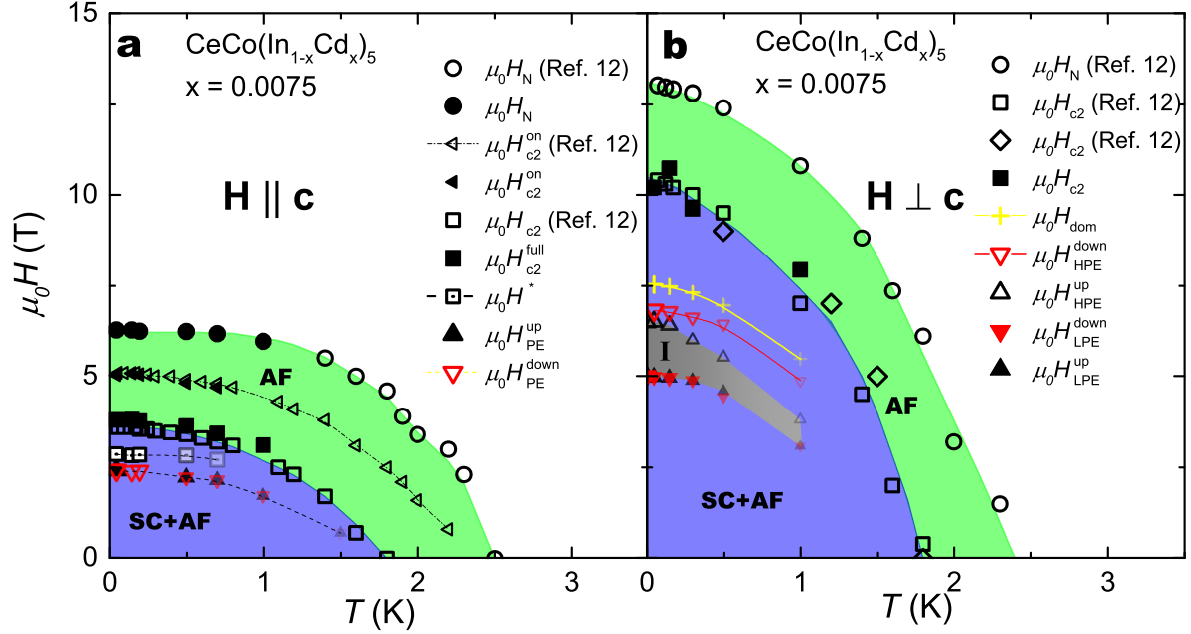 a
CeCo(In1-xCdx)5
x = 0.0075
μ0HN (Ref. 12)
μ0HN
μ0Hc2on (Ref. 12)
μ0Hc2on
μ0Hc2 (Ref. 12)
μ0Hc2full
μ0H*
μ0HPEup
μ0HPEdown
H || c
AF
SC+AF
μ0H (T)
15
10
5
0
0 1 2 3
T (K)
b
CeCo(In1-xCdx)5
x = 0.0075
μ0HN (Ref. 12)
μ0Hc2 (Ref. 12)
μ0Hc2 (Ref. 12)
μ0Hc2
μ0Hdom
μ0HHPEdown
μ0HHPEup
μ0HLPEdown
μ0HLPEup
H ⊥ c
I
AF
SC+AF
0 1 2 3
T (K)